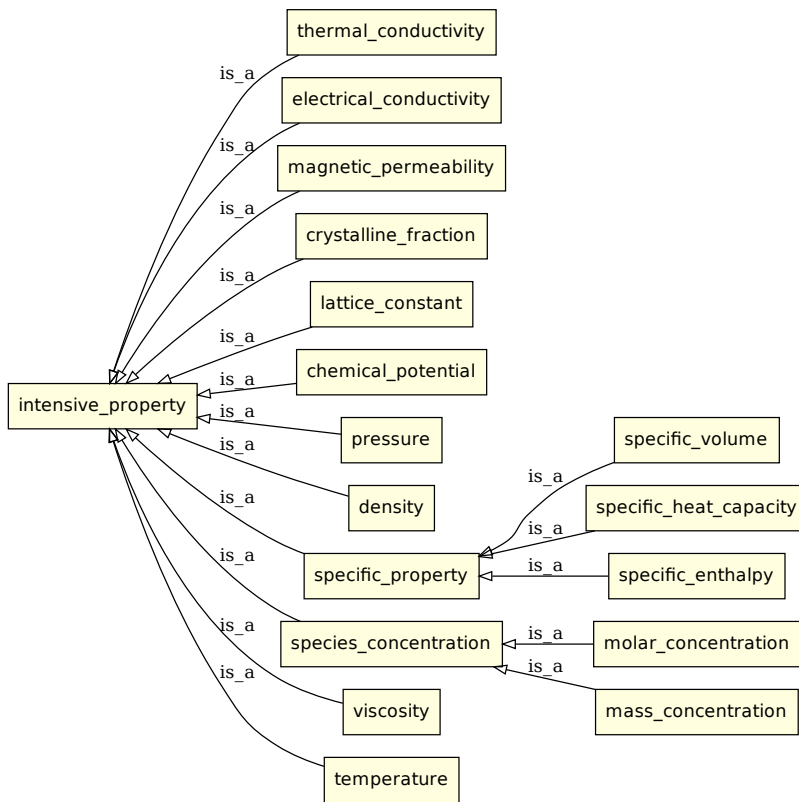 thermal_conductivity
is_a
electrical_conductivity
is_a
magnetic_permeability
is_a
crystalline_fraction
is_a
lattice_constant
is_a
chemical_potential
is_a
intensive_property
is_a
pressure
is_a
density
specific_volume
is_a
specific_heat_capacity
is_a
is_a
specific_property
is_a
specific_enthalpy
is_a
species_concentration
is_a
molar_concentration
is_a
mass_concentration
is_a
viscosity
is_a
temperature